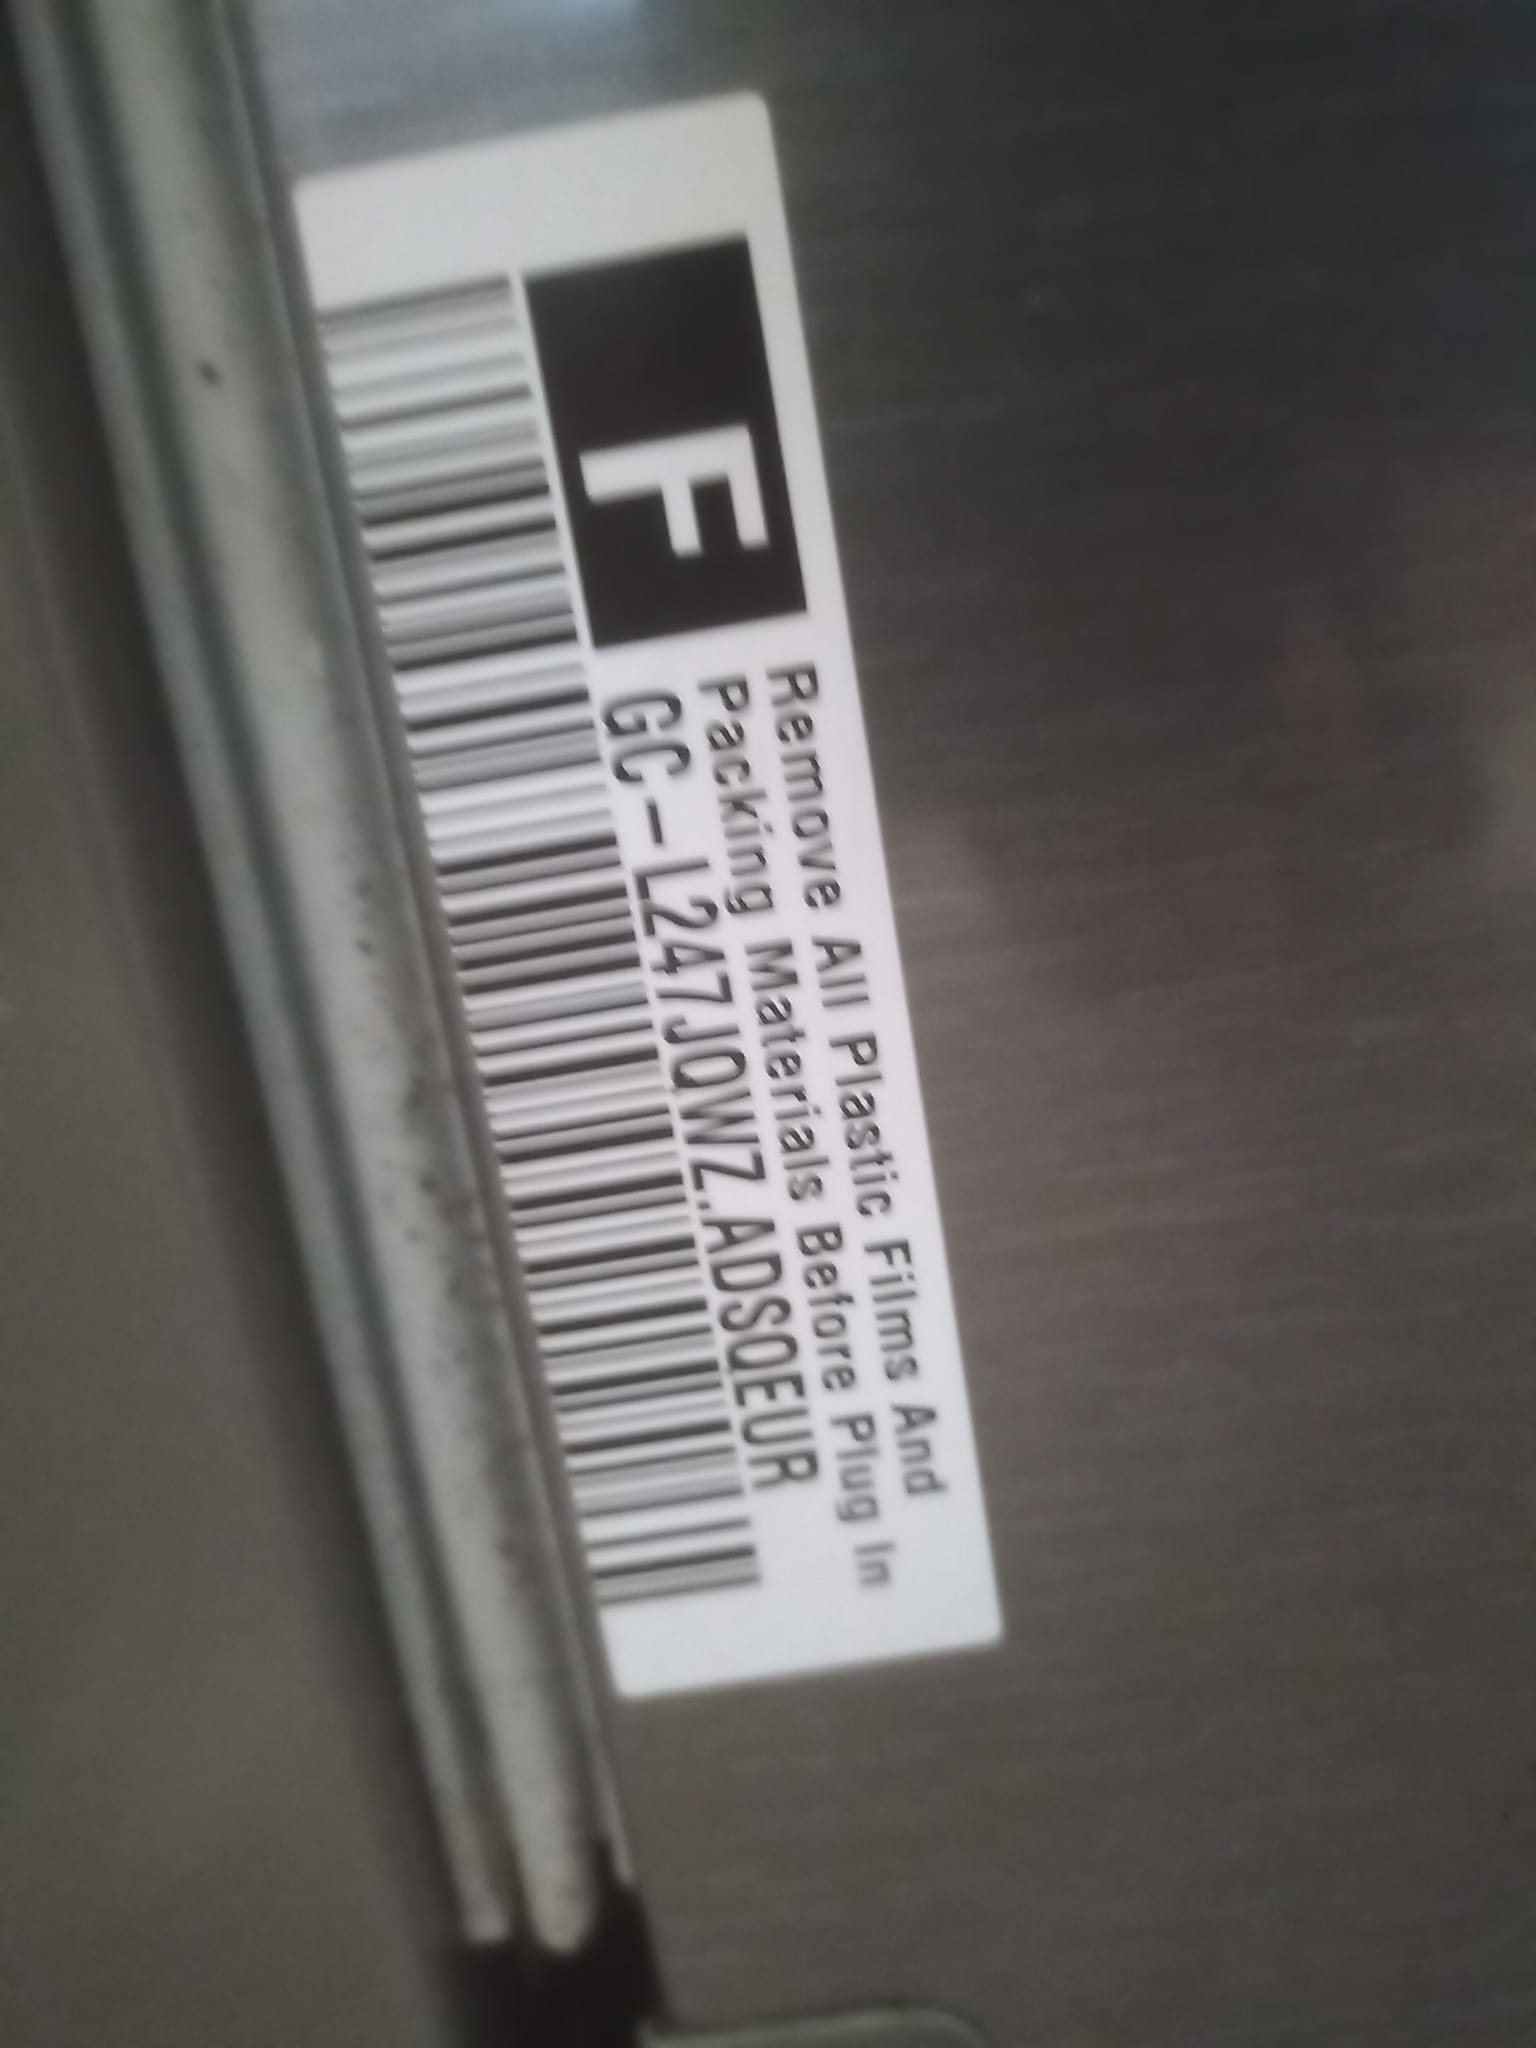 F
Remove All Plastic Films And
Packing Materials Before Plug In
GC-L247JQWZ.ADSQEUR